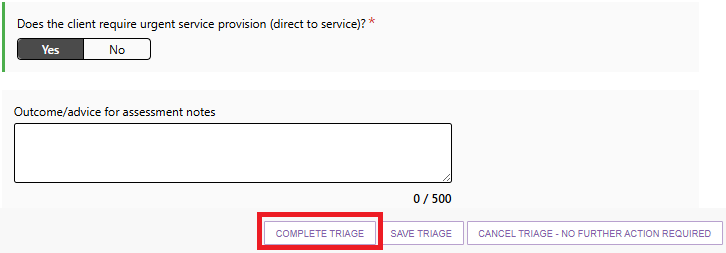 Does the client require urgent service provision (direct to service)? *
Yes No
Outcome/advice for assessment notes
0 / 500
COMPLETE TRIAGE SAVE TRIAGE CANCEL TRIAGE - NO FURTHER ACTION REQUIRED